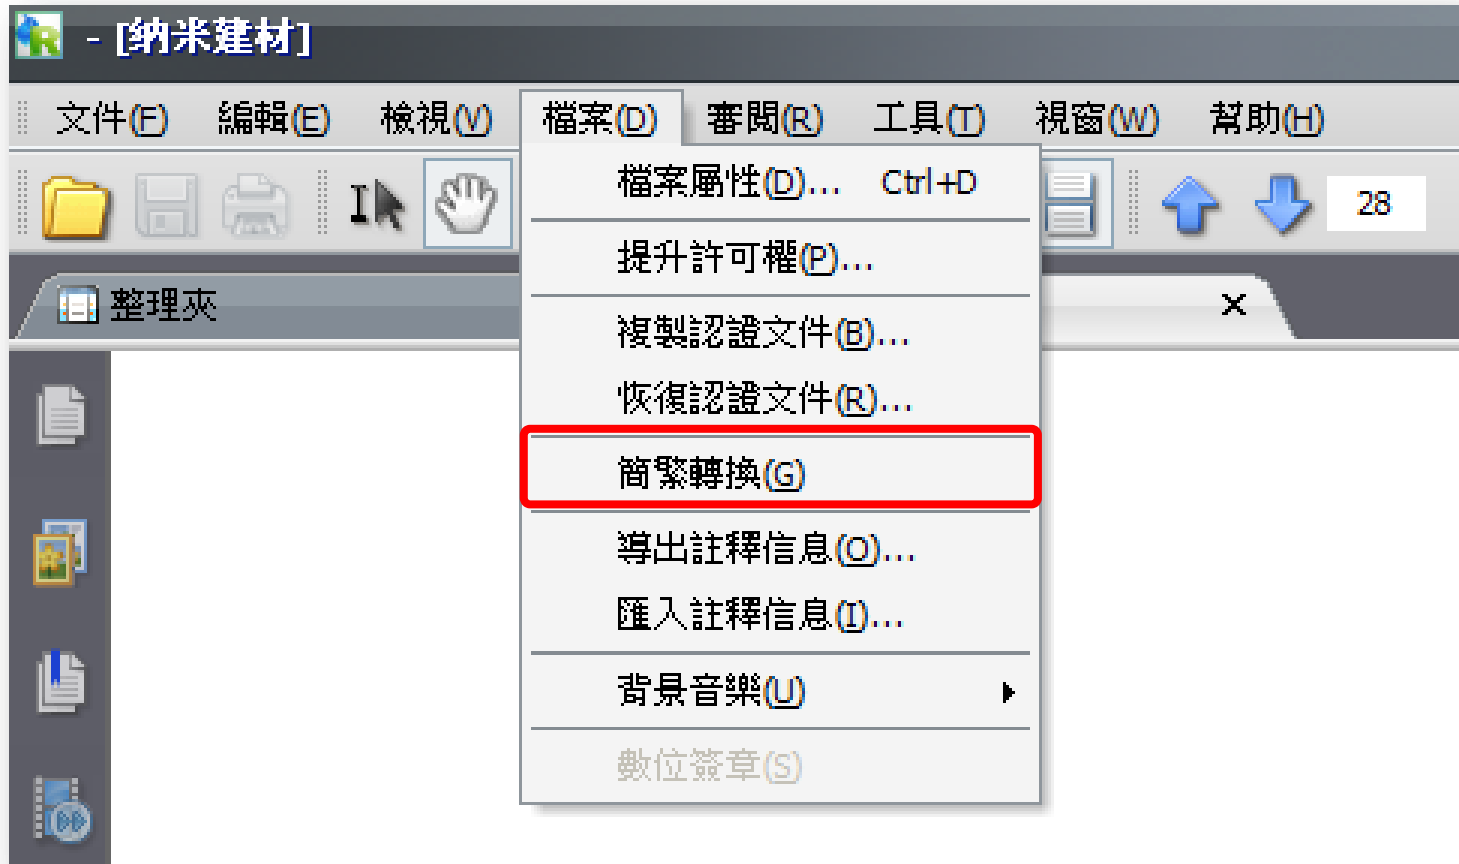 - [纳米建材]
文件(F) 編輯(E) 檢視(V) 檔案(D) 審閱(R) 工具(T) 視窗(W) 幫助(H)
28
整理夾
檔案屬性(D)... Ctrl+D
提升許可權(P)...
複製認證文件(B)...
恢復認證文件(R)...
簡繁轉換(G)
導出註釋信息(O)...
匯入註釋信息(I)...
背景音樂(U)
數位簽章(S)